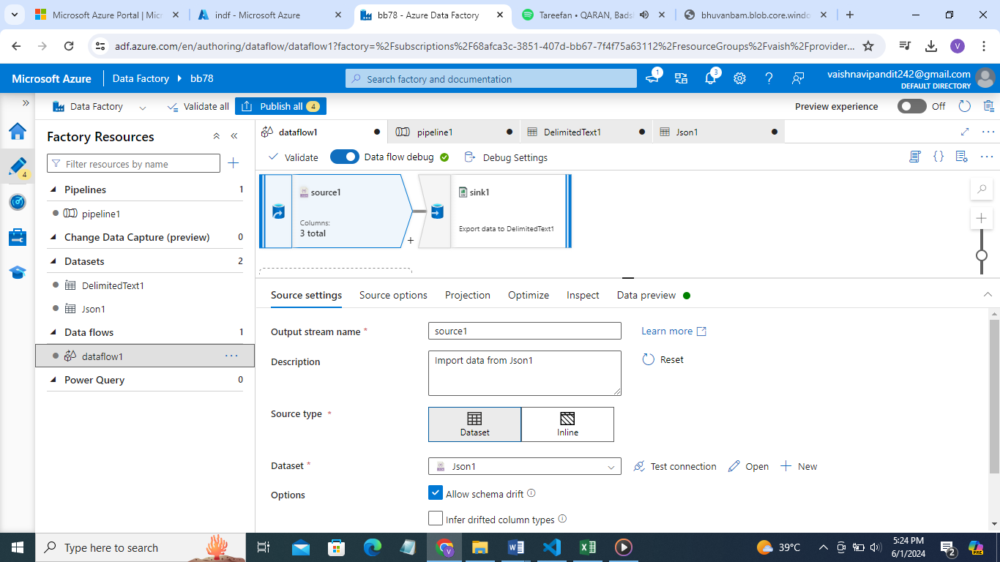 Microsoft Azure Portal | Micr
indf - Microsoft Azure
bb78 - Azure Data Factory
Tareefan • QARAN, Badsh
bhuvanbam.blob.core.windo
adf.azure.com/en/authoring/dataflow/dataflow1?factory=%2Fsubscriptions%2F68afca3c-3851-407d-bb67-7f4f75a63112%2FresourceGroups%2Fvaish%2Fprovider...
V
Microsoft Azure
Data Factory
bb78
Search factory and documentation
1
3
vaishnavipandit242@gmail.com
DEFAULT DIRECTORY
Data Factory
Validate all
Publish all 4
Preview experience
Off
4
Factory Resources
Filter resources by name
Pipelines 1
pipeline1
Change Data Capture (preview) 0
Datasets 2
DelimitedText1
Json1
Data flows 1
dataflow1
Power Query 0
dataflow1
pipeline1
DelimitedText1
Json1
Validate
Data flow debug
Debug Settings
source1
Columns:
3 total
+
sink1
Export data to DelimitedText1
Source settings
Source options
Projection
Optimize
Inspect
Data preview
Output stream name *
source1
Learn more
Description
Import data from Json1
Reset
Source type *
Dataset
Inline
Dataset *
Json1
Test connection
Open
New
Options
Allow schema drift
Infer drifted column types
Type here to search
39°C
5:24 PM
6/1/2024
2
PRE